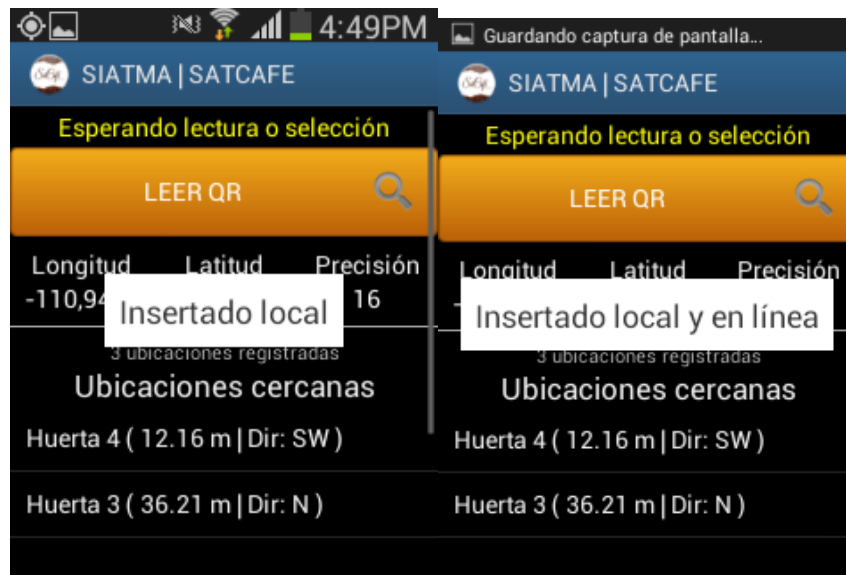 4:49PM
SIATMA | SATCAFE
Esperando lectura o selección
LEER QR
Longitud Latitud Precisión
-110,94 16
Insertado local
3 ubicaciones registradas
Ubicaciones cercanas
Huerta 4 ( 12.16 m | Dir: SW )
Huerta 3 ( 36.21 m | Dir: N )
Guardando captura de pantalla...
SIATMA | SATCAFE
Esperando lectura o selección
LEER QR
Longitud Latitud Precisión
Insertado local y en línea
3 ubicaciones registradas
Ubicaciones cercanas
Huerta 4 ( 12.16 m | Dir: SW )
Huerta 3 ( 36.21 m | Dir: N )